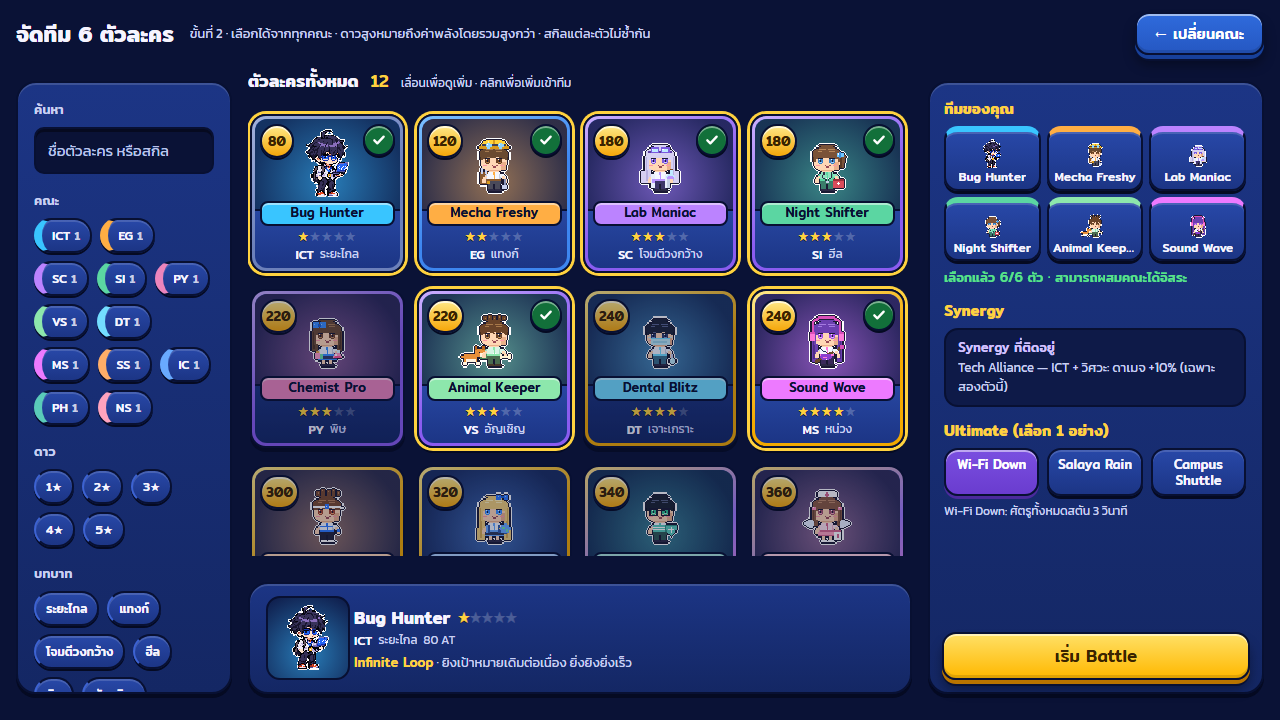 จัดทีม 6 ตัวละคร
ขั้นที่ 2 · เลือกได้จากทุกคณะ · ดาวสูงหมายถึงค่าพลังโดยรวมสูงกว่า · สกิลแต่ละตัวไม่ซ้ำกัน
← เปลี่ยนคณะ
ค้นหา
ชื่อตัวละคร หรือสกิล
คณะ
ICT 1
EG 1
SC 1
SI 1
PY 1
VS 1
DT 1
MS 1
SS 1
IC 1
PH 1
NS 1
ดาว
1★
2★
3★
4★
5★
บทบาท
ระยะไกล
แทงก์
โจมตีวงกว้าง
ฮีล
ตัวละครทั้งหมด 12 เลื่อนเพื่อดูเพิ่ม · คลิกเพื่อเพิ่มเข้าทีม
80
Bug Hunter
★★★★★
ICT ระยะไกล
120
Mecha Freshy
★★★★★
EG แทงก์
180
Lab Maniac
★★★★★
SC โจมตีวงกว้าง
180
Night Shifter
★★★★★
SI ฮีล
220
Chemist Pro
★★★★★
PY พิษ
220
Animal Keeper
★★★★★
VS อัญเชิญ
240
Dental Blitz
★★★★★
DT เจาะเกราะ
240
Sound Wave
★★★★★
MS หน่วง
300
320
340
360
Bug Hunter ★★★★★
ICT ระยะไกล 80 AT
Infinite Loop · ยิงเป้าหมายเดิมต่อเนื่อง ยิ่งยิงยิ่งเร็ว
ทีมของคุณ
Bug Hunter
Mecha Freshy
Lab Maniac
Night Shifter
Animal Keep...
Sound Wave
เลือกแล้ว 6/6 ตัว · สามารถผสมคณะได้อิสระ
Synergy
Synergy ที่ติดอยู่
Tech Alliance — ICT + วิศวะ: ดาเมจ +10% (เฉพาะ
สองตัวนี้)
Ultimate (เลือก 1 อย่าง)
Wi-Fi Down
Salaya Rain
Campus
Shuttle
Wi-Fi Down: ศัตรูทั้งหมดสตัน 3 วินาที
เริ่ม Battle